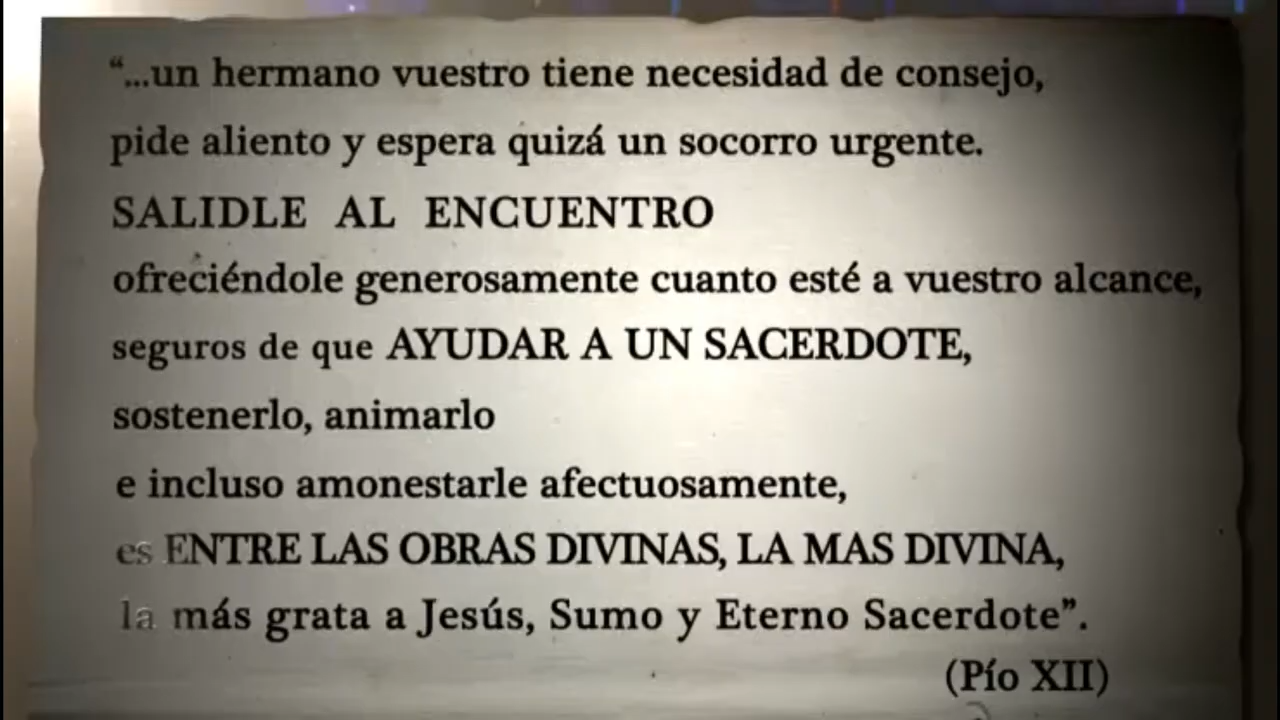 “...un hermano vuestro tiene necesidad de consejo,
pide aliento y espera quizá un socorro urgente.
SALIDLE AL ENCUENTRO
ofreciéndole generosamente cuanto esté a vuestro alcance,
seguros de que AYUDAR A UN SACERDOTE,
sostenerlo, animarlo
e incluso amonestarle afectuosamente,
es ENTRE LAS OBRAS DIVINAS, LA MAS DIVINA,
la más grata a Jesús, Sumo y Eterno Sacerdote”.
(Pío XII)